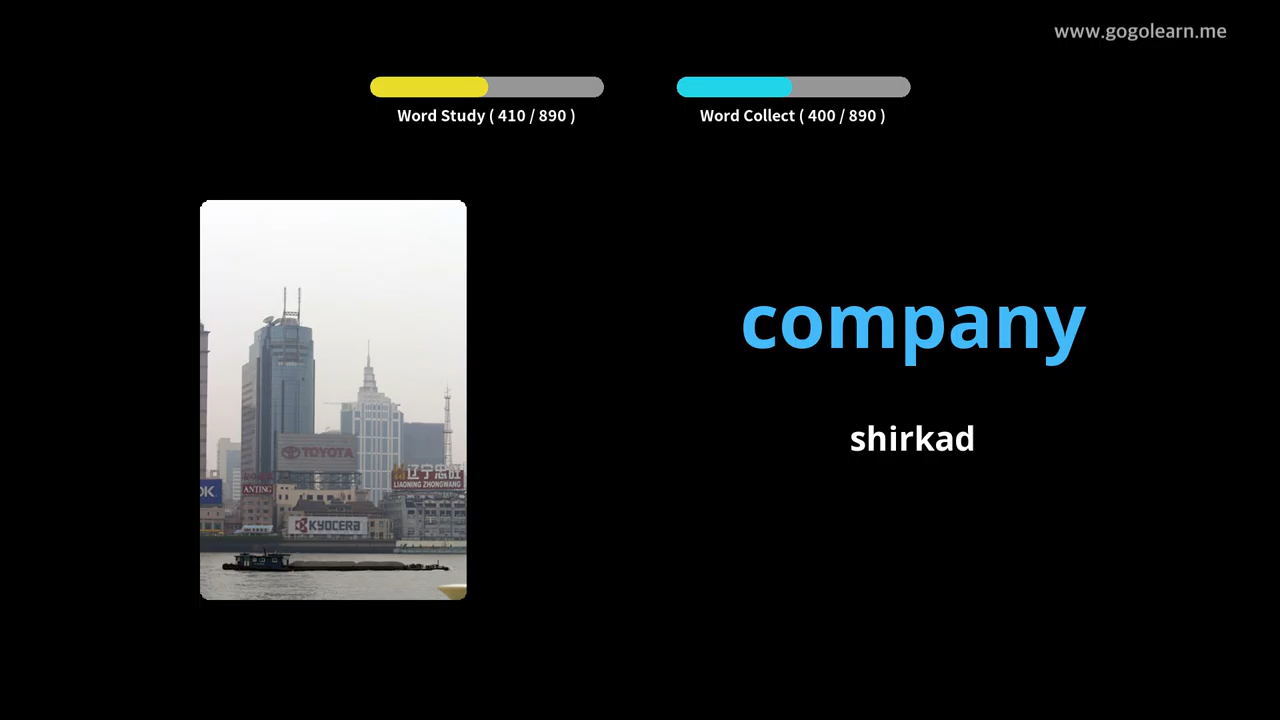 www.gogolearn.me
Word Study ( 410 / 890 )
Word Collect ( 400 / 890 )
company
shirkad
TOYOTA
辽宁忠旺
LIAONING ZHONGWANG
OK
ANTING
KYOCERA